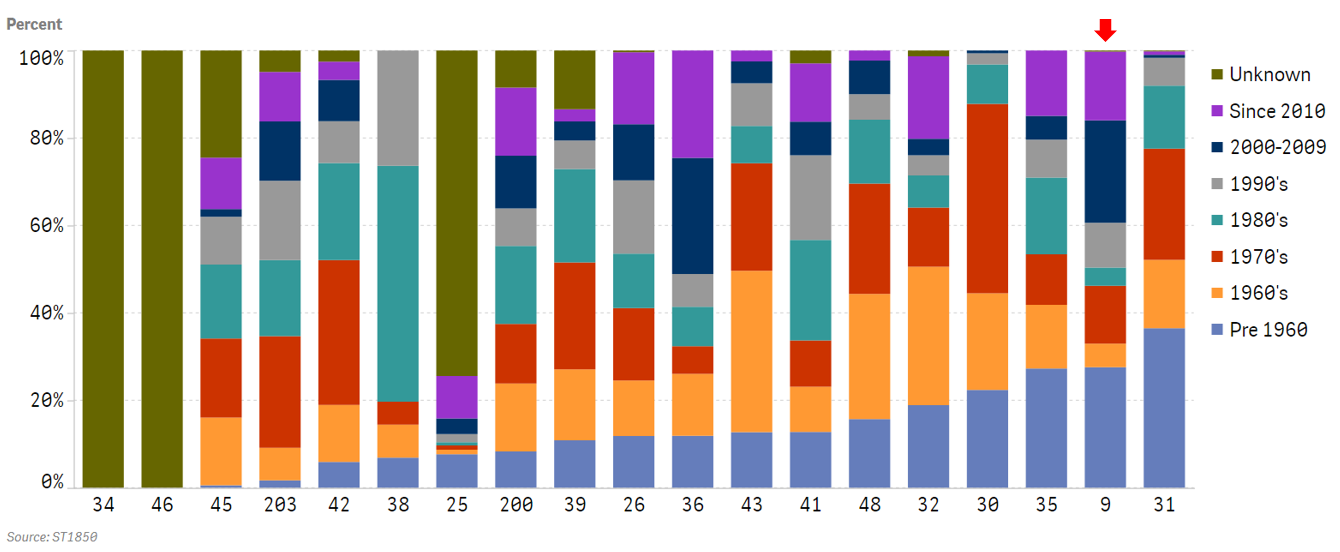 Percent
100%
80%
60%
40%
20%
0%
34 46 45 203 42 38 25 200 39 26 36 43 41 48 32 30 35 9 31
Unknown
Since 2010
2000-2009
1990's
1980's
1970's
1960's
Pre 1960
Source: ST1850